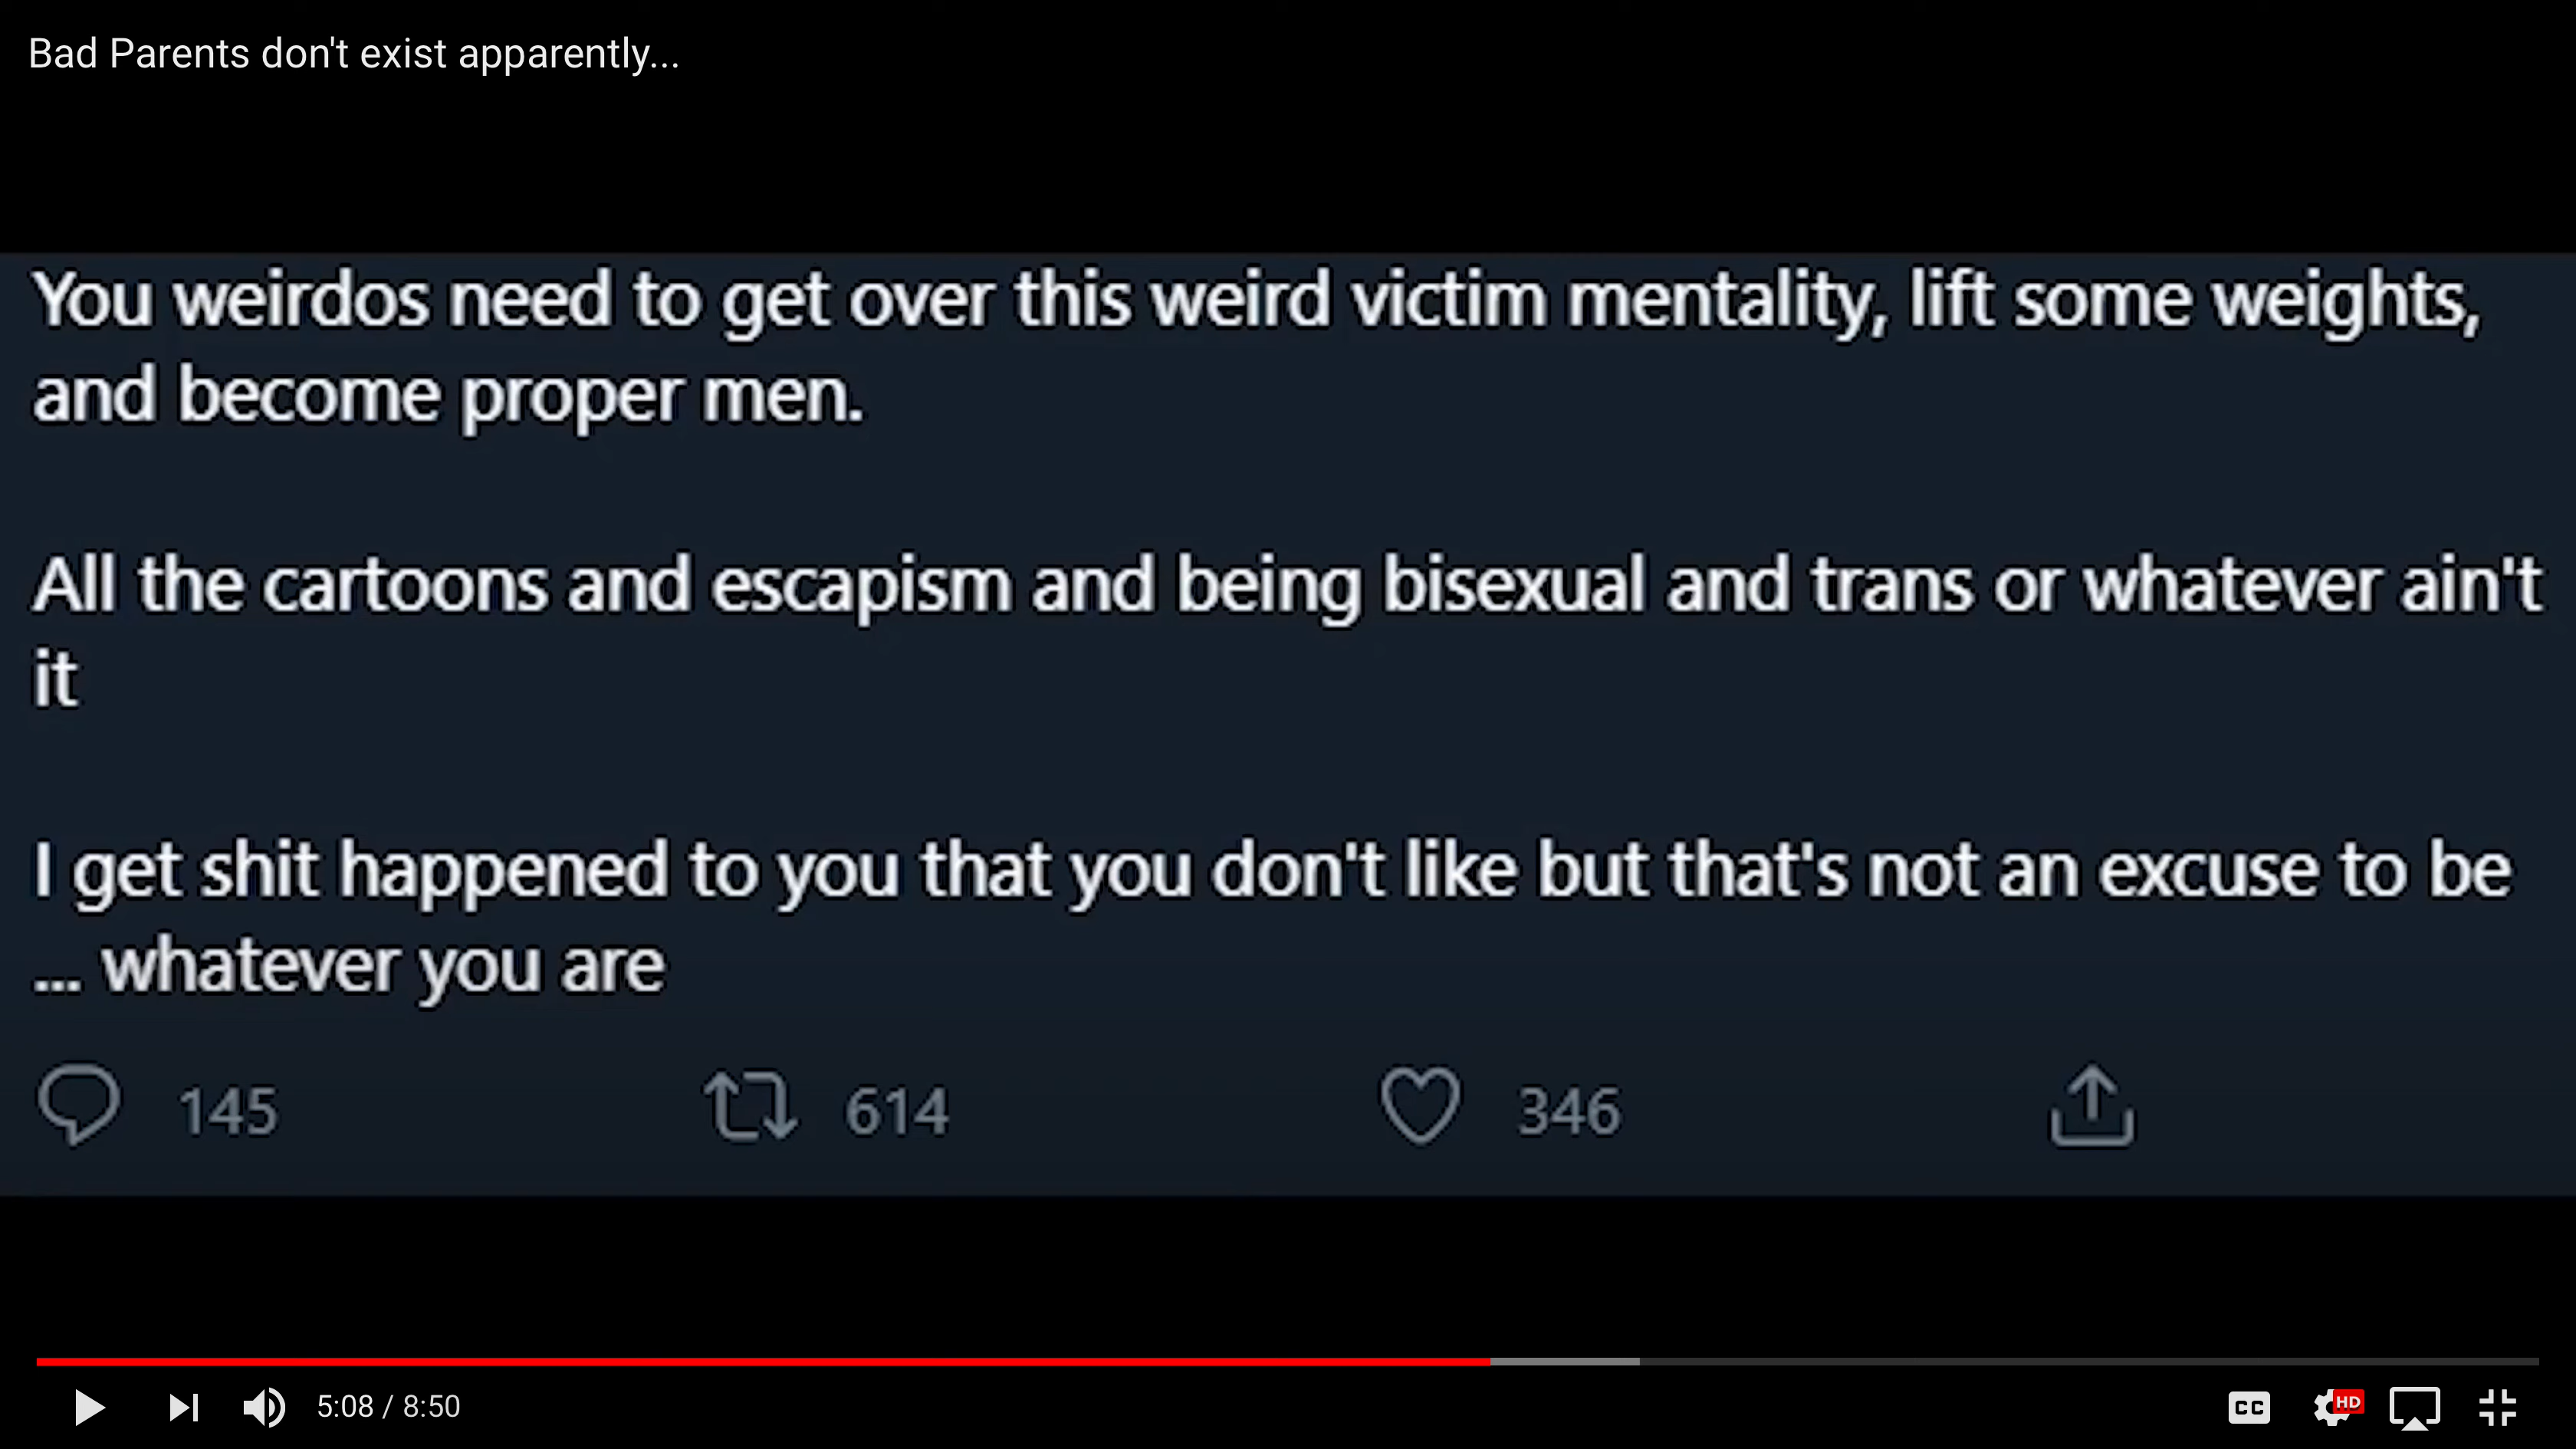 Bad Parents don't exist apparently...
You weirdos need to get over this weird victim mentality, lift some weights,
and become proper men.
All the cartoons and escapism and being bisexual and trans or whatever ain't
it
I get shit happened to you that you don't like but that's not an excuse to be
... whatever you are
145 614 346
5:08 / 8:50 CC HD